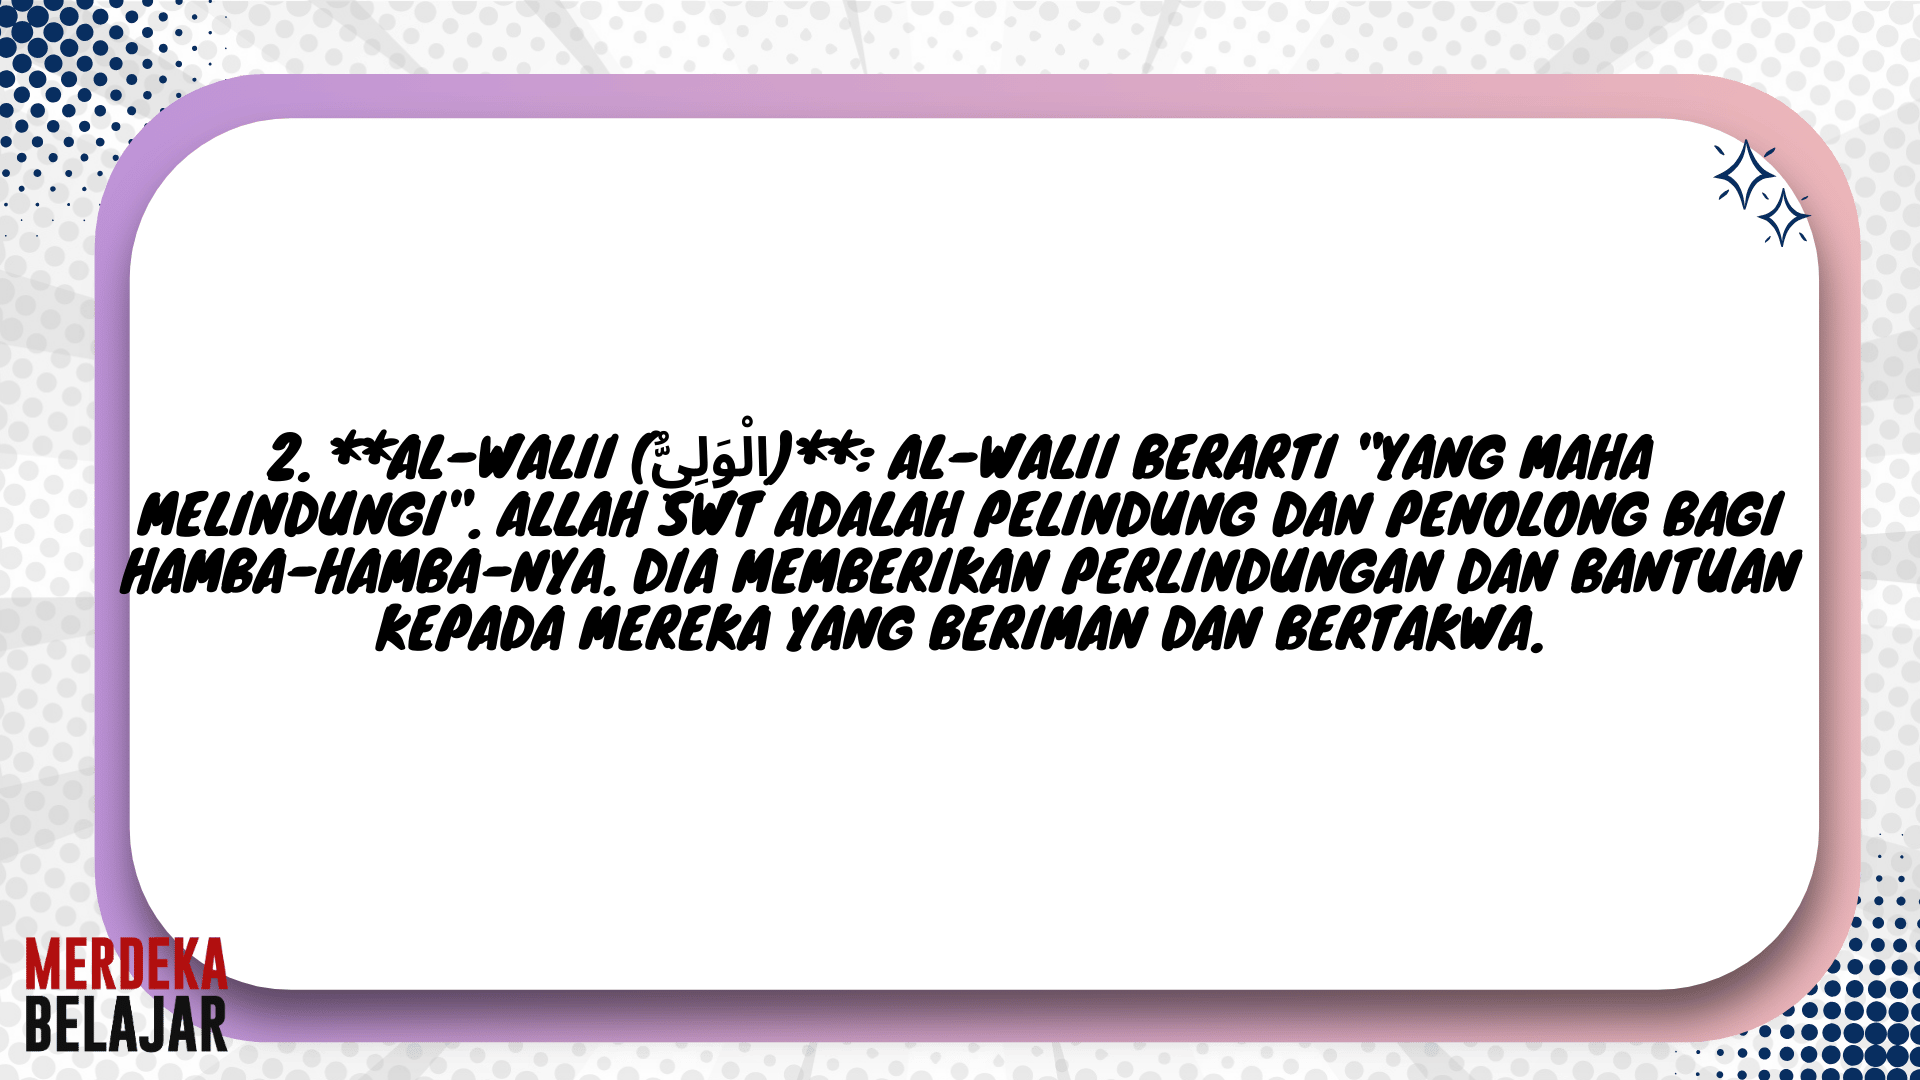 2. **AL-WALII (الْوَلِىٌّ)**: AL-WALII BERARTI "YANG MAHA
MELINDUNGI". ALLAH SWT ADALAH PELINDUNG DAN PENOLONG BAGI
HAMBA-HAMBA-NYA. DIA MEMBERIKAN PERLINDUNGAN DAN BANTUAN
KEPADA MEREKA YANG BERIMAN DAN BERTAKWA.
MERDEKA
BELAJAR